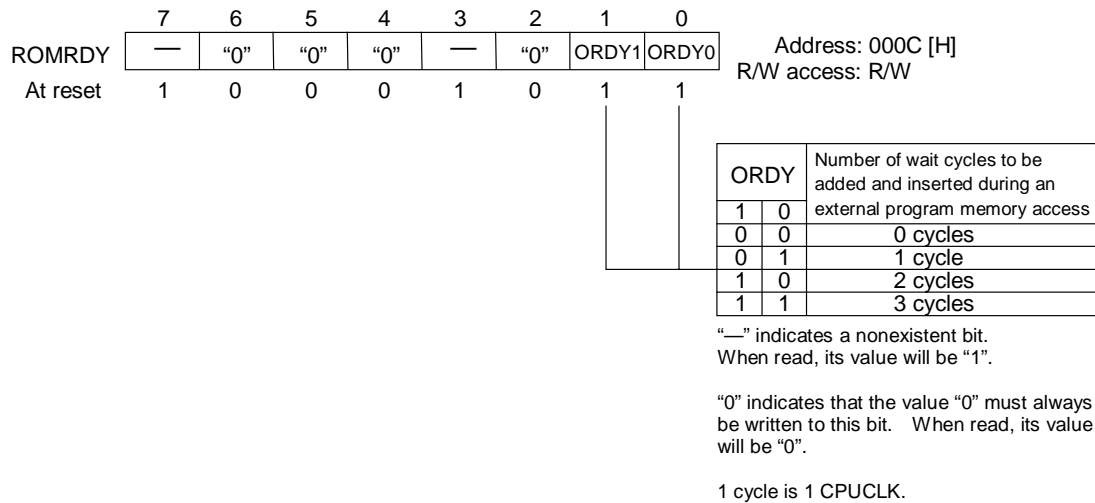 7 6 5 4 3 2 1 0
ROMRDY — “0” “0” “0” — “0” ORDY1 ORDY0
Address: 000C [H]
R/W access: R/W
At reset 1 0 0 0 1 0 1 1
ORDY Number of wait cycles to be
added and inserted during an
1 0 external program memory access
0 0 0 cycles
0 1 1 cycle
1 0 2 cycles
1 1 3 cycles
“—” indicates a nonexistent bit.
When read, its value will be “1”.
“0” indicates that the value “0” must always
be written to this bit. When read, its value
will be “0”.
1 cycle is 1 CPUCLK.